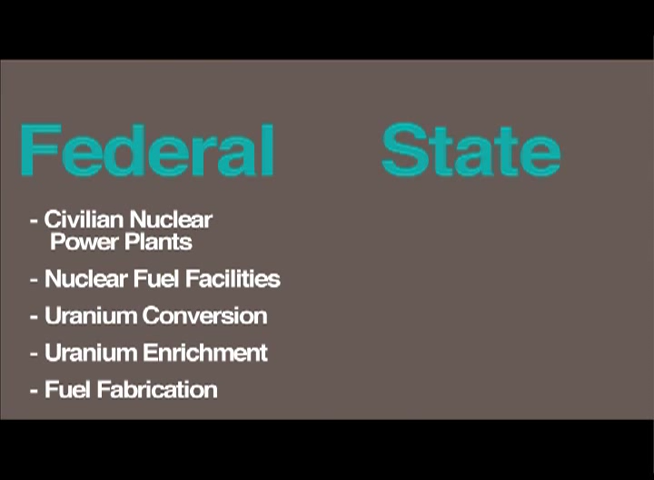 Federal State
- Civilian Nuclear
Power Plants
- Nuclear Fuel Facilities
- Uranium Conversion
- Uranium Enrichment
- Fuel Fabrication